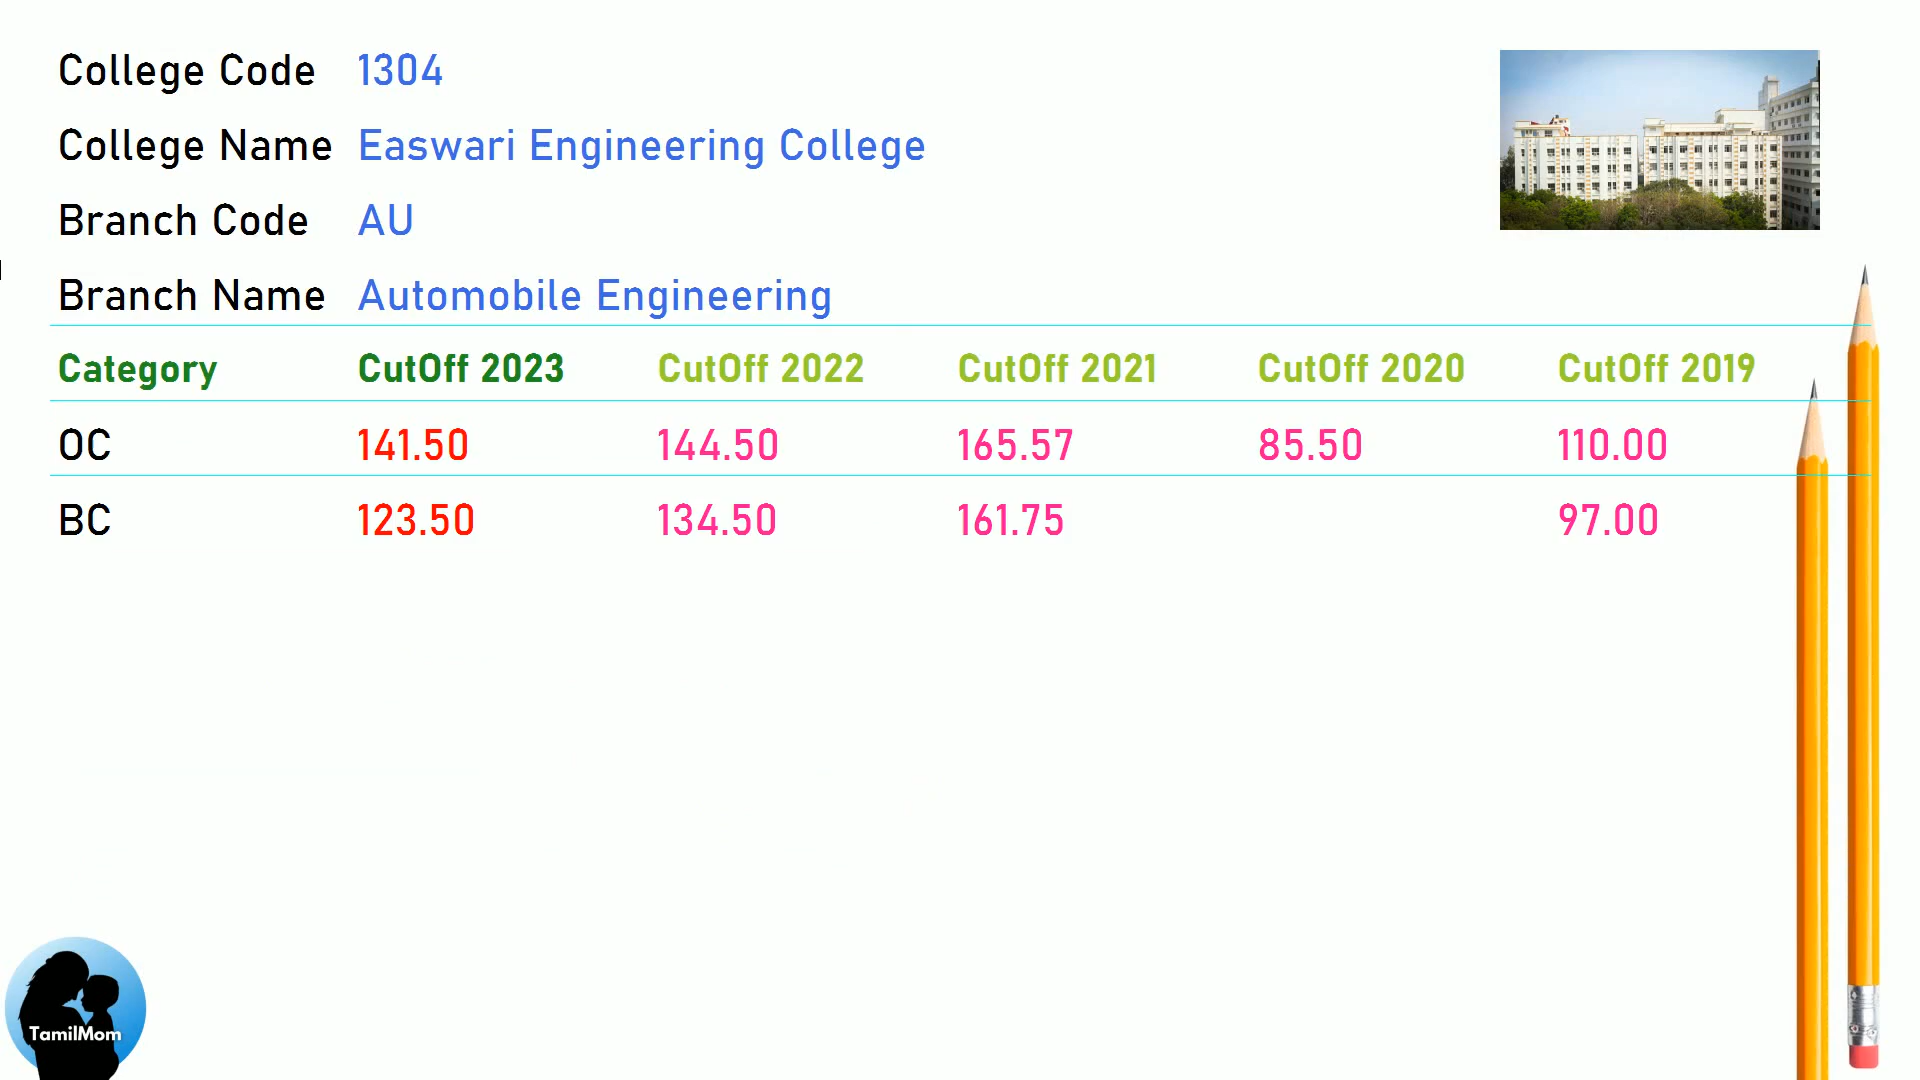 College Code 1304
College Name Easwari Engineering College
Branch Code AU
Branch Name Automobile Engineering
Category CutOff 2023 CutOff 2022 CutOff 2021 CutOff 2020 CutOff 2019
OC 141.50 144.50 165.57 85.50 110.00
BC 123.50 134.50 161.75 97.00
TamilMom